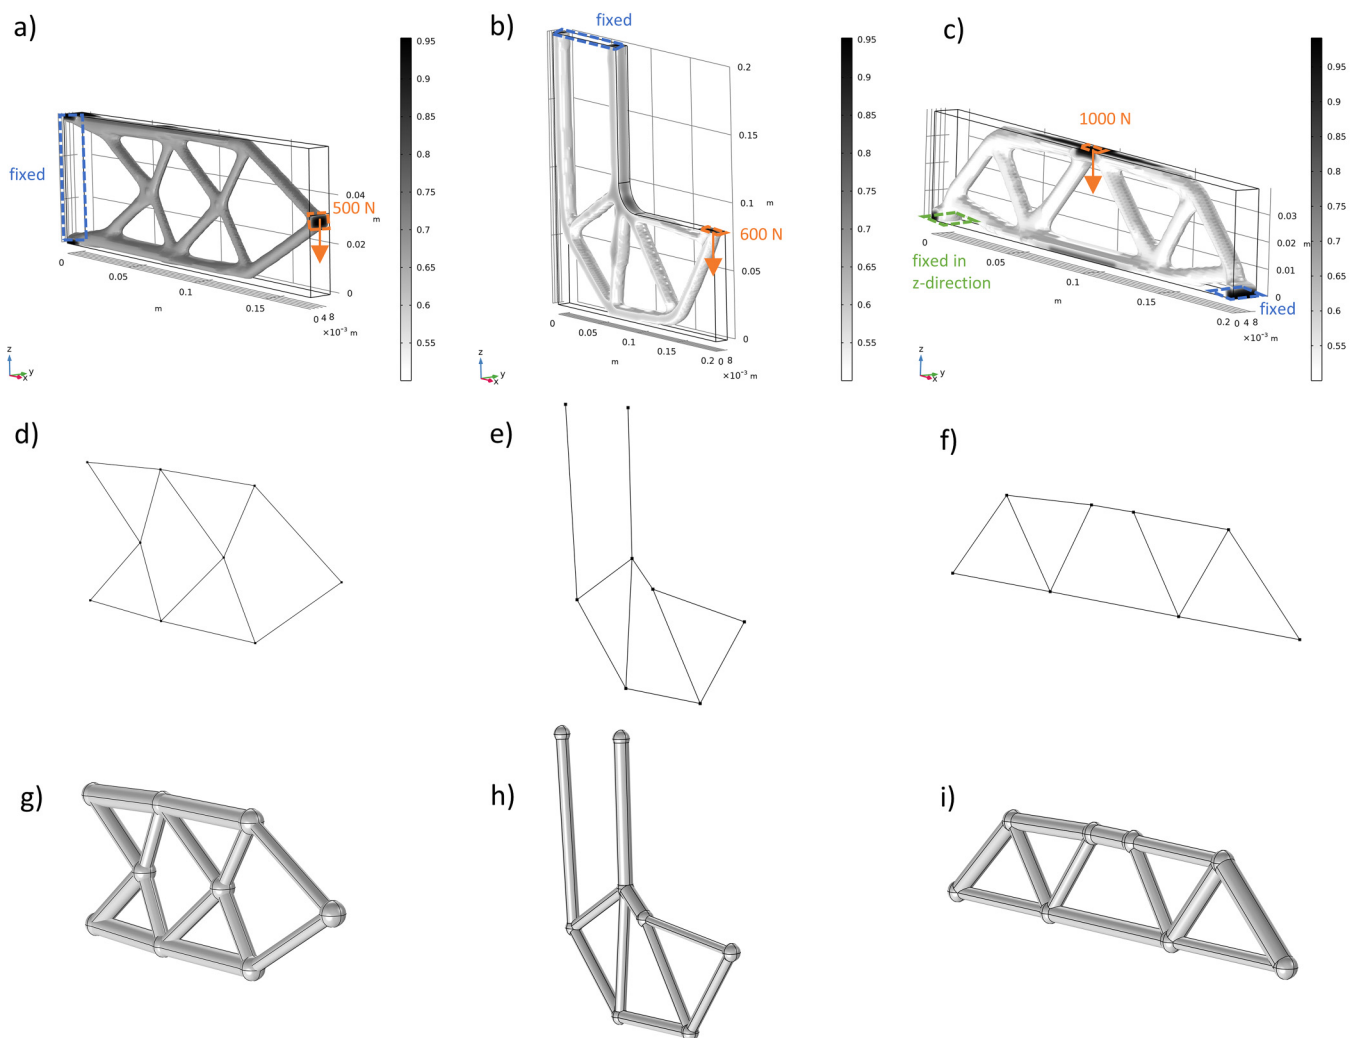 a)
fixed
500 N
0.04
m
0.02
0
0
0.05
0.1
0.15
m
0 4 8
×10⁻³ m
z
y
x
0.95
0.9
0.85
0.8
0.75
0.7
0.65
0.6
0.55
b)
fixed
0.2
0.15
0.1
m
600 N
0.05
0
0
0.05
0.1
0.15
0.2
m
0 8
×10⁻³ m
z
y
x
0.95
0.9
0.85
0.8
0.75
0.7
0.65
0.6
0.55
c)
1000 N
fixed in
z-direction
fixed
0.03
0.02
m
0.01
0
0
0.05
0.1
0.15
0.2
m
0 4 8
×10⁻³ m
z
y
x
0.95
0.9
0.85
0.8
0.75
0.7
0.65
0.6
0.55
d)
e)
f)
g)
h)
i)